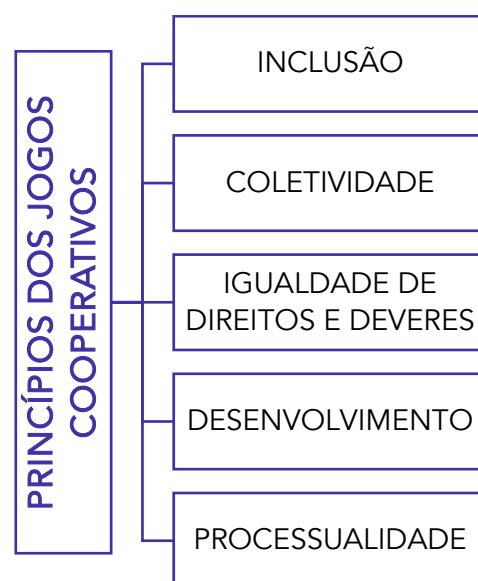 PRINCÍPIOS DOS JOGOS
COOPERATIVOS
INCLUSÃO
COLETIVIDADE
IGUALDADE DE
DIREITOS E DEVERES
DESENVOLVIMENTO
PROCESSUALIDADE